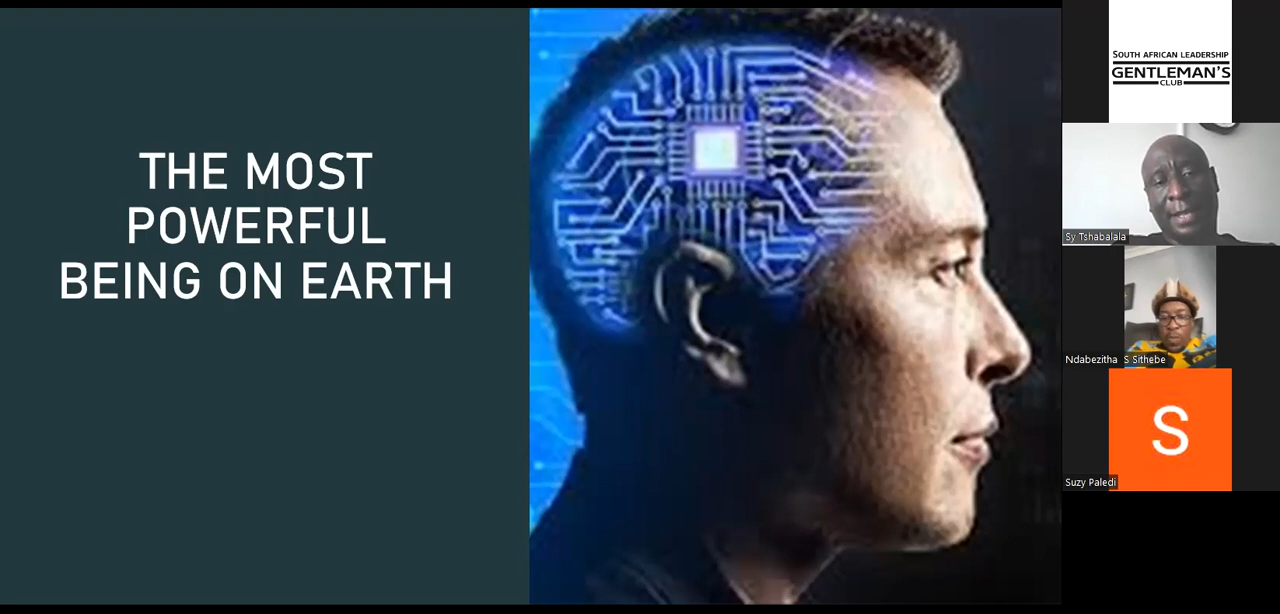 THE MOST
POWERFUL
BEING ON EARTH
SOUTH AFRICAN LEADERSHIP
GENTLEMAN'S
CLUB
Sy Tshabalala
Ndabezitha S Sithebe
S
Suzy Paledi